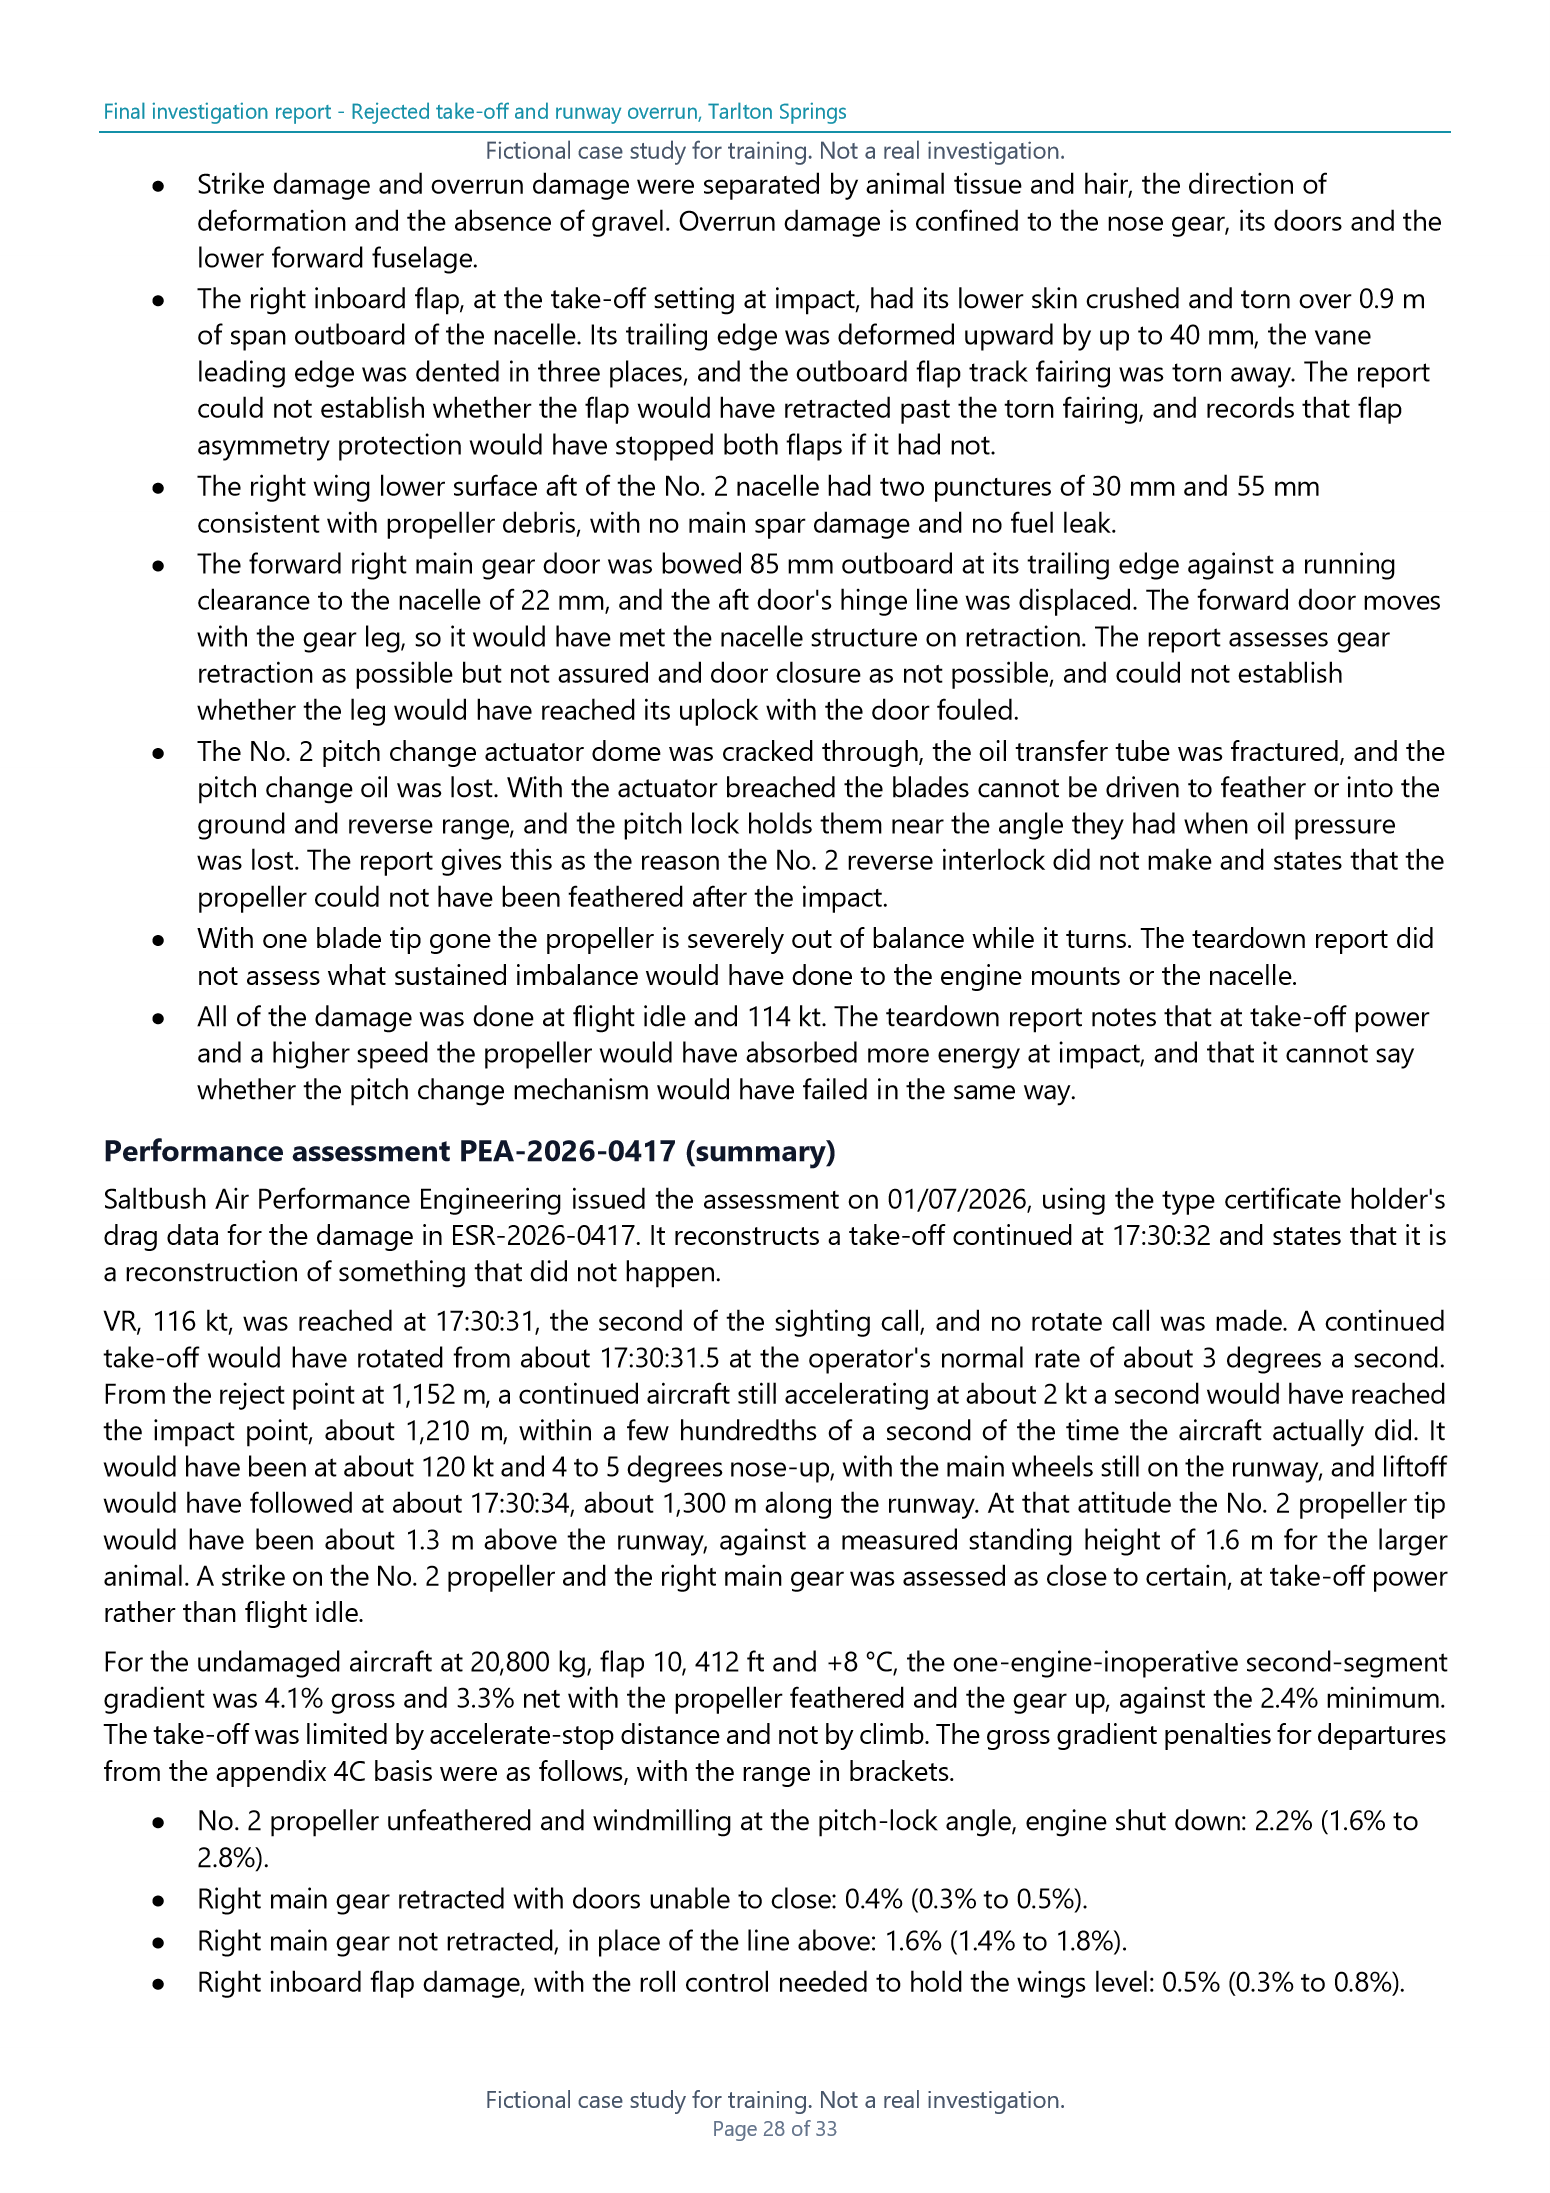 Final investigation report - Rejected take-off and runway overrun, Tarlton Springs
Fictional case study for training. Not a real investigation.
● Strike damage and overrun damage were separated by animal tissue and hair, the direction of
deformation and the absence of gravel. Overrun damage is confined to the nose gear, its doors and the
lower forward fuselage.
● The right inboard flap, at the take-off setting at impact, had its lower skin crushed and torn over 0.9 m
of span outboard of the nacelle. Its trailing edge was deformed upward by up to 40 mm, the vane
leading edge was dented in three places, and the outboard flap track fairing was torn away. The report
could not establish whether the flap would have retracted past the torn fairing, and records that flap
asymmetry protection would have stopped both flaps if it had not.
● The right wing lower surface aft of the No. 2 nacelle had two punctures of 30 mm and 55 mm
consistent with propeller debris, with no main spar damage and no fuel leak.
● The forward right main gear door was bowed 85 mm outboard at its trailing edge against a running
clearance to the nacelle of 22 mm, and the aft door's hinge line was displaced. The forward door moves
with the gear leg, so it would have met the nacelle structure on retraction. The report assesses gear
retraction as possible but not assured and door closure as not possible, and could not establish
whether the leg would have reached its uplock with the door fouled.
● The No. 2 pitch change actuator dome was cracked through, the oil transfer tube was fractured, and the
pitch change oil was lost. With the actuator breached the blades cannot be driven to feather or into the
ground and reverse range, and the pitch lock holds them near the angle they had when oil pressure
was lost. The report gives this as the reason the No. 2 reverse interlock did not make and states that the
propeller could not have been feathered after the impact.
● With one blade tip gone the propeller is severely out of balance while it turns. The teardown report did
not assess what sustained imbalance would have done to the engine mounts or the nacelle.
● All of the damage was done at flight idle and 114 kt. The teardown report notes that at take-off power
and a higher speed the propeller would have absorbed more energy at impact, and that it cannot say
whether the pitch change mechanism would have failed in the same way.
Performance assessment PEA-2026-0417 (summary)
Saltbush Air Performance Engineering issued the assessment on 01/07/2026, using the type certificate holder's
drag data for the damage in ESR-2026-0417. It reconstructs a take-off continued at 17:30:32 and states that it is
a reconstruction of something that did not happen.
VR, 116 kt, was reached at 17:30:31, the second of the sighting call, and no rotate call was made. A continued
take-off would have rotated from about 17:30:31.5 at the operator's normal rate of about 3 degrees a second.
From the reject point at 1,152 m, a continued aircraft still accelerating at about 2 kt a second would have reached
the impact point, about 1,210 m, within a few hundredths of a second of the time the aircraft actually did. It
would have been at about 120 kt and 4 to 5 degrees nose-up, with the main wheels still on the runway, and liftoff
would have followed at about 17:30:34, about 1,300 m along the runway. At that attitude the No. 2 propeller tip
would have been about 1.3 m above the runway, against a measured standing height of 1.6 m for the larger
animal. A strike on the No. 2 propeller and the right main gear was assessed as close to certain, at take-off power
rather than flight idle.
For the undamaged aircraft at 20,800 kg, flap 10, 412 ft and +8 °C, the one-engine-inoperative second-segment
gradient was 4.1% gross and 3.3% net with the propeller feathered and the gear up, against the 2.4% minimum.
The take-off was limited by accelerate-stop distance and not by climb. The gross gradient penalties for departures
from the appendix 4C basis were as follows, with the range in brackets.
● No. 2 propeller unfeathered and windmilling at the pitch-lock angle, engine shut down: 2.2% (1.6% to
2.8%).
● Right main gear retracted with doors unable to close: 0.4% (0.3% to 0.5%).
● Right main gear not retracted, in place of the line above: 1.6% (1.4% to 1.8%).
● Right inboard flap damage, with the roll control needed to hold the wings level: 0.5% (0.3% to 0.8%).
Fictional case study for training. Not a real investigation.
Page 28 of 33